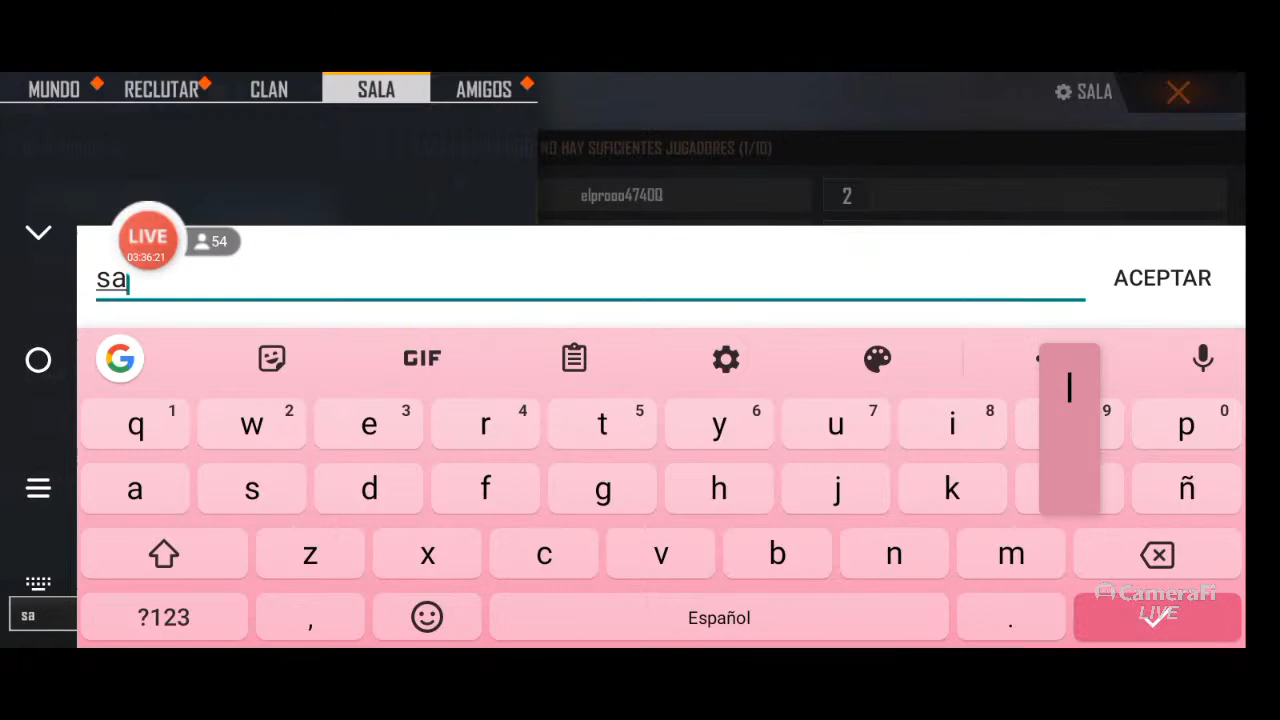 MUNDO RECLUTAR CLAN SALA AMIGOS SALA
NO HAY SUFICIENTES JUGADORES (1/10)
elprooo4740Q 2
LIVE
03:36:21
54
sa ACEPTAR
GIF
l
q 1 w 2 e 3 r 4 t 5 y 6 u 7 i 8 9 p 0
a s d f g h j k ñ
z x c v b n m
CameraFi
LIVE
sa
?123 , Español .